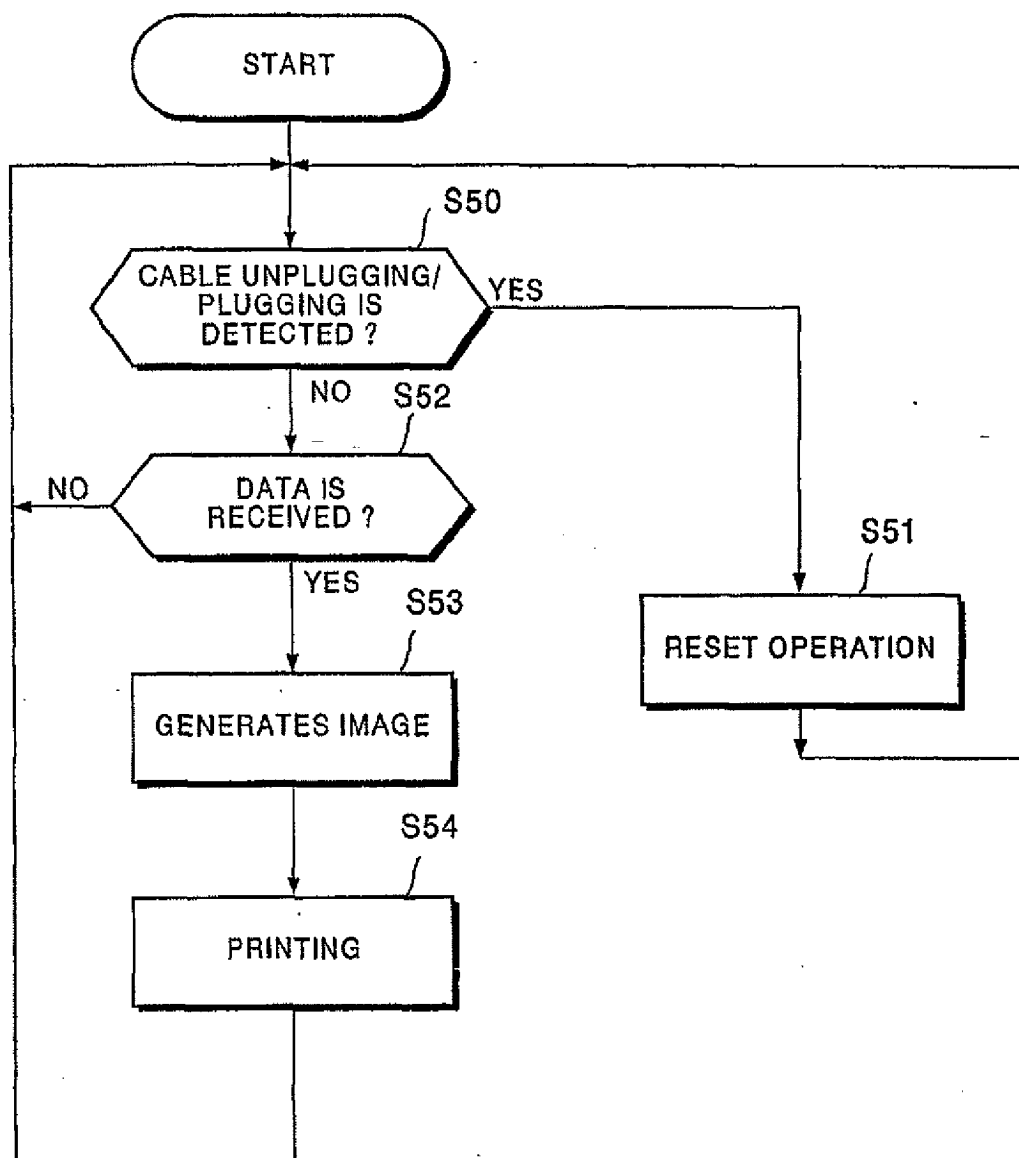 START
S50
CABLE UNPLUGGING/
PLUGGING IS
DETECTED ?
YES
NO
S52
DATA IS
RECEIVED ?
NO
YES
S51
RESET OPERATION
S53
GENERATES IMAGE
S54
PRINTING